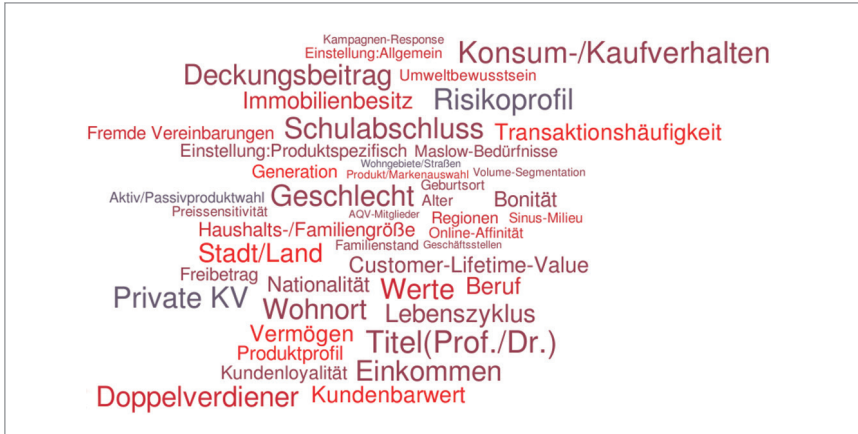 Kampagnen-Response
Einstellung:Allgemein Konsum-/Kaufverhalten
Deckungsbeitrag Umweltbewusstsein
Immobilienbesitz Risikoprofil
Fremde Vereinbarungen Schulabschluss Transaktionshäufigkeit
Einstellung:Produktspezifisch Maslow-Bedürfnisse
Wohngebiete/Straßen
Generation Produkt/Markenauswahl Volume-Segmentation
Geburtsort
Aktiv/Passivproduktwahl Geschlecht Alter Bonität
Preissensitivität AQV-Mitglieder Regionen Sinus-Milieu
Haushalts-/Familiengröße Online-Affinität
Stadt/Land Familienstand Geschäftsstellen
Customer-Lifetime-Value
Freibetrag
Nationalität Werte Beruf
Private KV Wohnort Lebenszyklus
Vermögen Titel(Prof./Dr.)
Produktprofil
Kundenloyalität Einkommen
Doppelverdiener Kundenbarwert